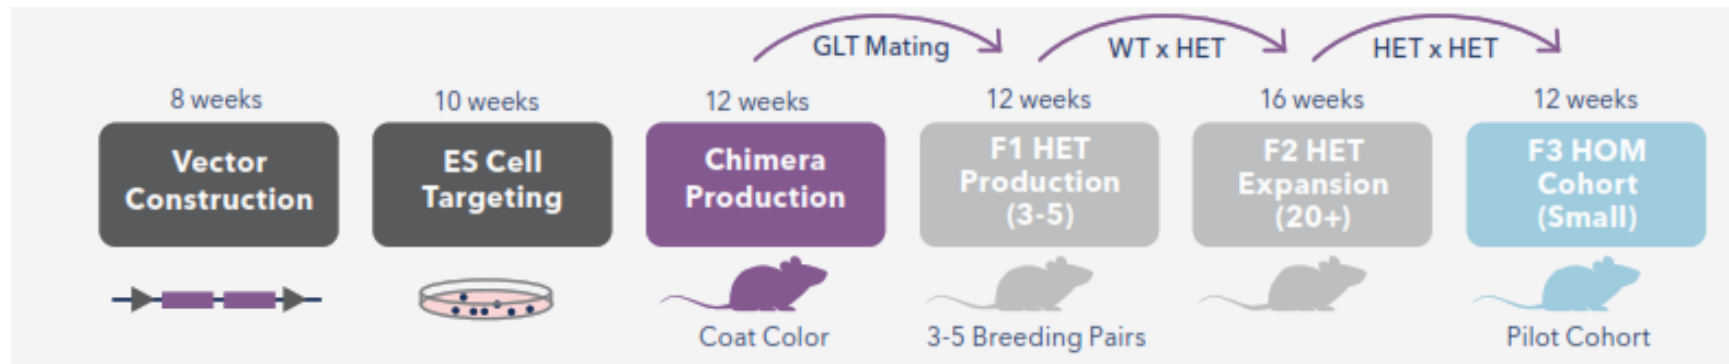 GLT Mating
WT x HET
HET x HET
8 weeks
10 weeks
12 weeks
12 weeks
16 weeks
12 weeks
Vector
Construction
ES Cell
Targeting
Chimera
Production
F1 HET
Production
(3-5)
F2 HET
Expansion
(20+)
F3 HOM
Cohort
(Small)
Coat Color
3-5 Breeding Pairs
Pilot Cohort